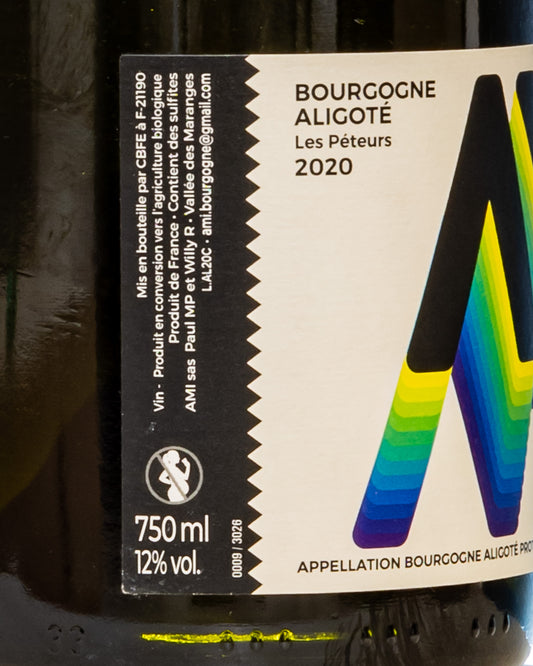 Mis en bouteille par CBFE à F-21190
Vin - Produit en conversion vers l'agriculture biologique
Produit de France • Contient des sulfites
AMI sas Paul MP et Willy R • Vallée des Maranges
L.AL20C • ami.bourgogne@gmail.com
750 ml
12% vol.
0009 / 3026
BOURGOGNE
ALIGOTÉ
Les Péteurs
2020
APPELLATION BOURGOGNE ALIGOTÉ PROT
33